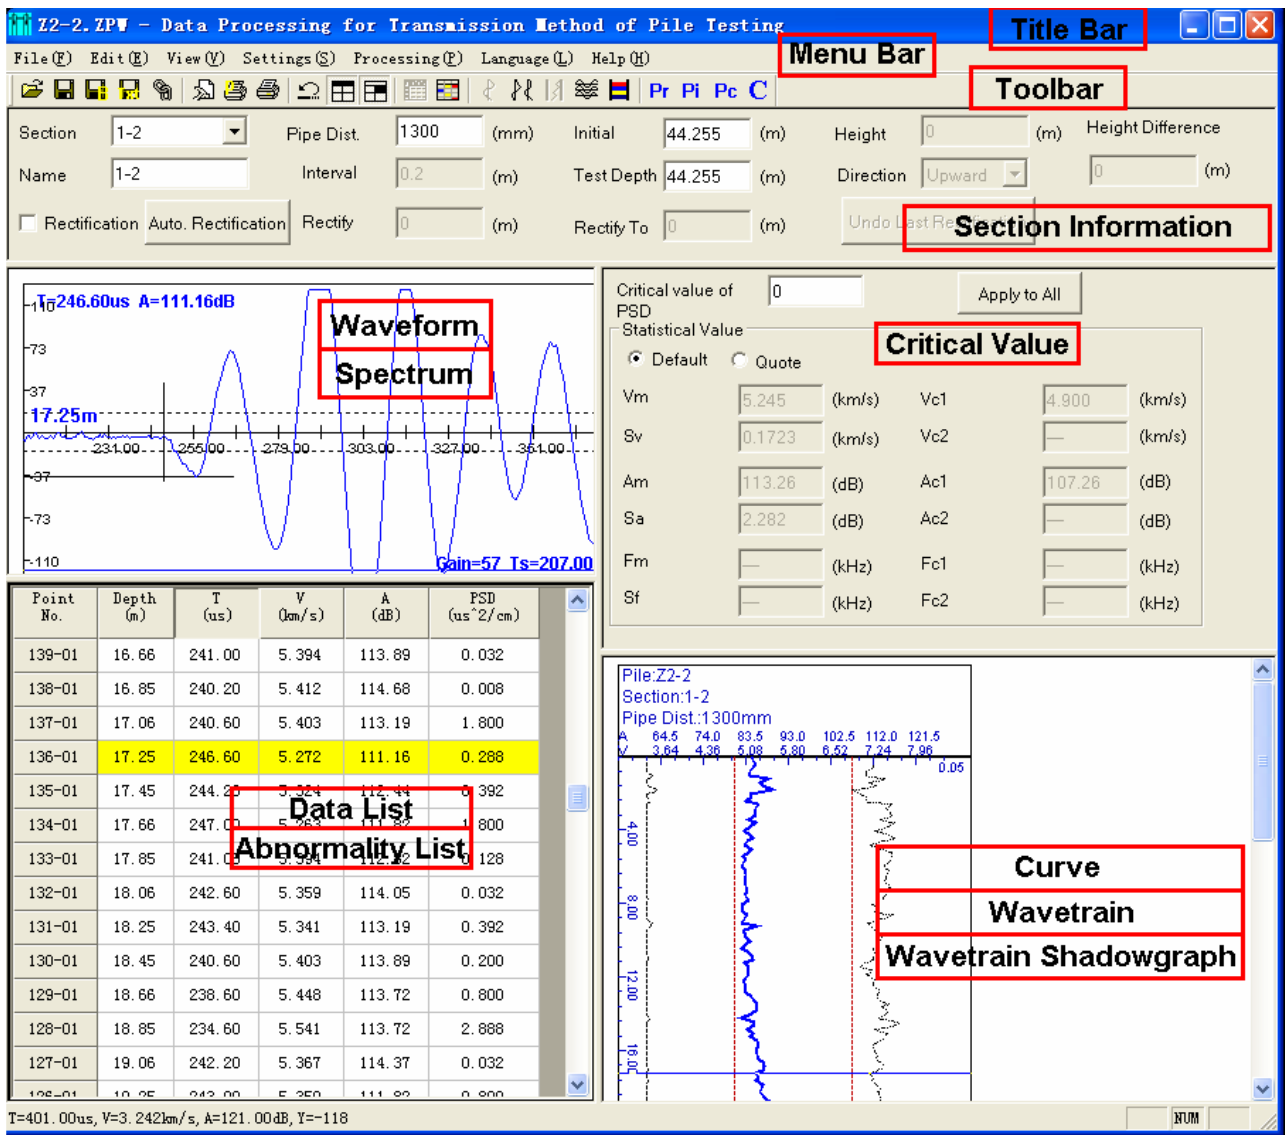 Z2-2.ZPW - Data Processing for Transmission Method of Pile Testing
Title Bar
File(F) Edit(E) View(V) Settings(S) Processing(P) Language(L) Help(H)
Menu Bar
Pr Pi Pc C
Toolbar
Section 1-2 Pipe Dist. 1300 (mm) Initial 44.255 (m) Height 0 (m) Height Difference
Name 1-2 Interval 0.2 (m) Test Depth 44.255 (m) Direction Upward 0 (m)
Rectification Auto. Rectification Rectify 0 (m) Rectify To 0 (m) Undo Last
Section Information
T=246.60us A=111.16dB
-110
-73
-37
17.25m
231.00 255.00 279.00 303.00 327.00 351.00
-37
-73
-110
Gain=57 Ts=207.00
Waveform
Spectrum
Critical value of PSD 0 Apply to All
Statistical Value
Default Quote
Critical Value
Vm 5.245 (km/s) Vc1 4.900 (km/s)
Sv 0.1723 (km/s) Vc2 — (km/s)
Am 113.26 (dB) Ac1 107.26 (dB)
Sa 2.282 (dB) Ac2 — (dB)
Fm — (kHz) Fc1 — (kHz)
Sf — (kHz) Fc2 — (kHz)
Point No. Depth (m) T (us) V (km/s) A (dB) PSD (us^2/cm)
139-01 16.66 241.00 5.394 113.89 0.032
138-01 16.85 240.20 5.412 114.68 0.008
137-01 17.06 240.60 5.403 113.19 1.800
136-01 17.25 246.60 5.272 111.16 0.288
135-01 17.45 244.20 392
134-01 17.66 247.00 800
133-01 17.85 128
132-01 18.06 242.60 5.359 114.05 0.032
131-01 18.25 243.40 5.341 113.19 0.392
130-01 18.45 240.60 5.403 113.89 0.200
129-01 18.66 238.60 5.448 113.72 0.800
128-01 18.85 234.60 5.541 113.72 2.888
127-01 19.06 242.20 5.367 114.37 0.032
Data List
Abnormality List
Pile:Z2-2
Section:1-2
Pipe Dist.:1300mm
A 64.5 74.0 83.5 93.0 102.5 112.0 121.5
V 3.64 4.36 5.08 5.80 6.52 7.24 7.96
0.05
4.00
8.00
12.00
16.00
Curve
Wavetrain
Wavetrain Shadowgraph
T=401.00us, V=3.242km/s, A=121.00dB, Y=-118
NUM